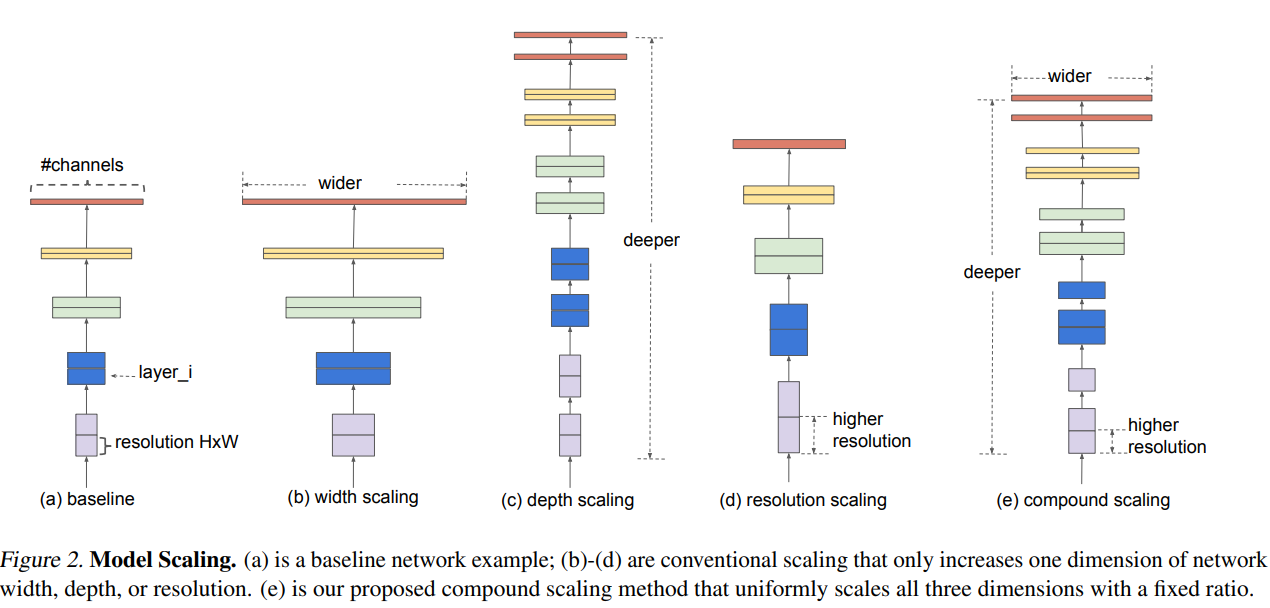 #channels
layer_i
resolution HxW
(a) baseline
wider
(b) width scaling
deeper
(c) depth scaling
higher
resolution
(d) resolution scaling
wider
deeper
higher
resolution
(e) compound scaling
Figure 2. Model Scaling. (a) is a baseline network example; (b)-(d) are conventional scaling that only increases one dimension of network
width, depth, or resolution. (e) is our proposed compound scaling method that uniformly scales all three dimensions with a fixed ratio.